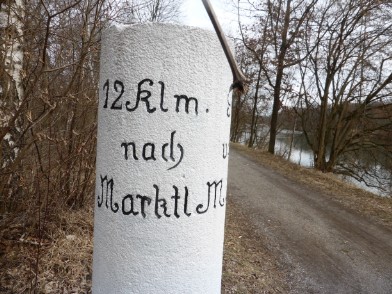 12 Klm.
nach
Marktl